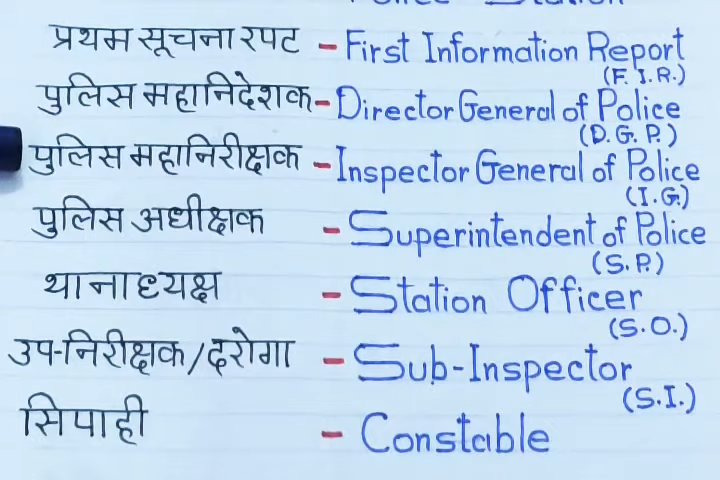 प्रथम सूचना रपट - First Information Report
(F.I.R.)
पुलिस महानिदेशक - Director General of Police
(D.G.P.)
पुलिस महानिरीक्षक - Inspector General of Police
(I.G.)
पुलिस अधीक्षक - Superintendent of Police
(S.P.)
थानाध्यक्ष - Station Officer
(S.O.)
उप-निरीक्षक/दरोगा - Sub-Inspector
(S.I.)
सिपाही - Constable